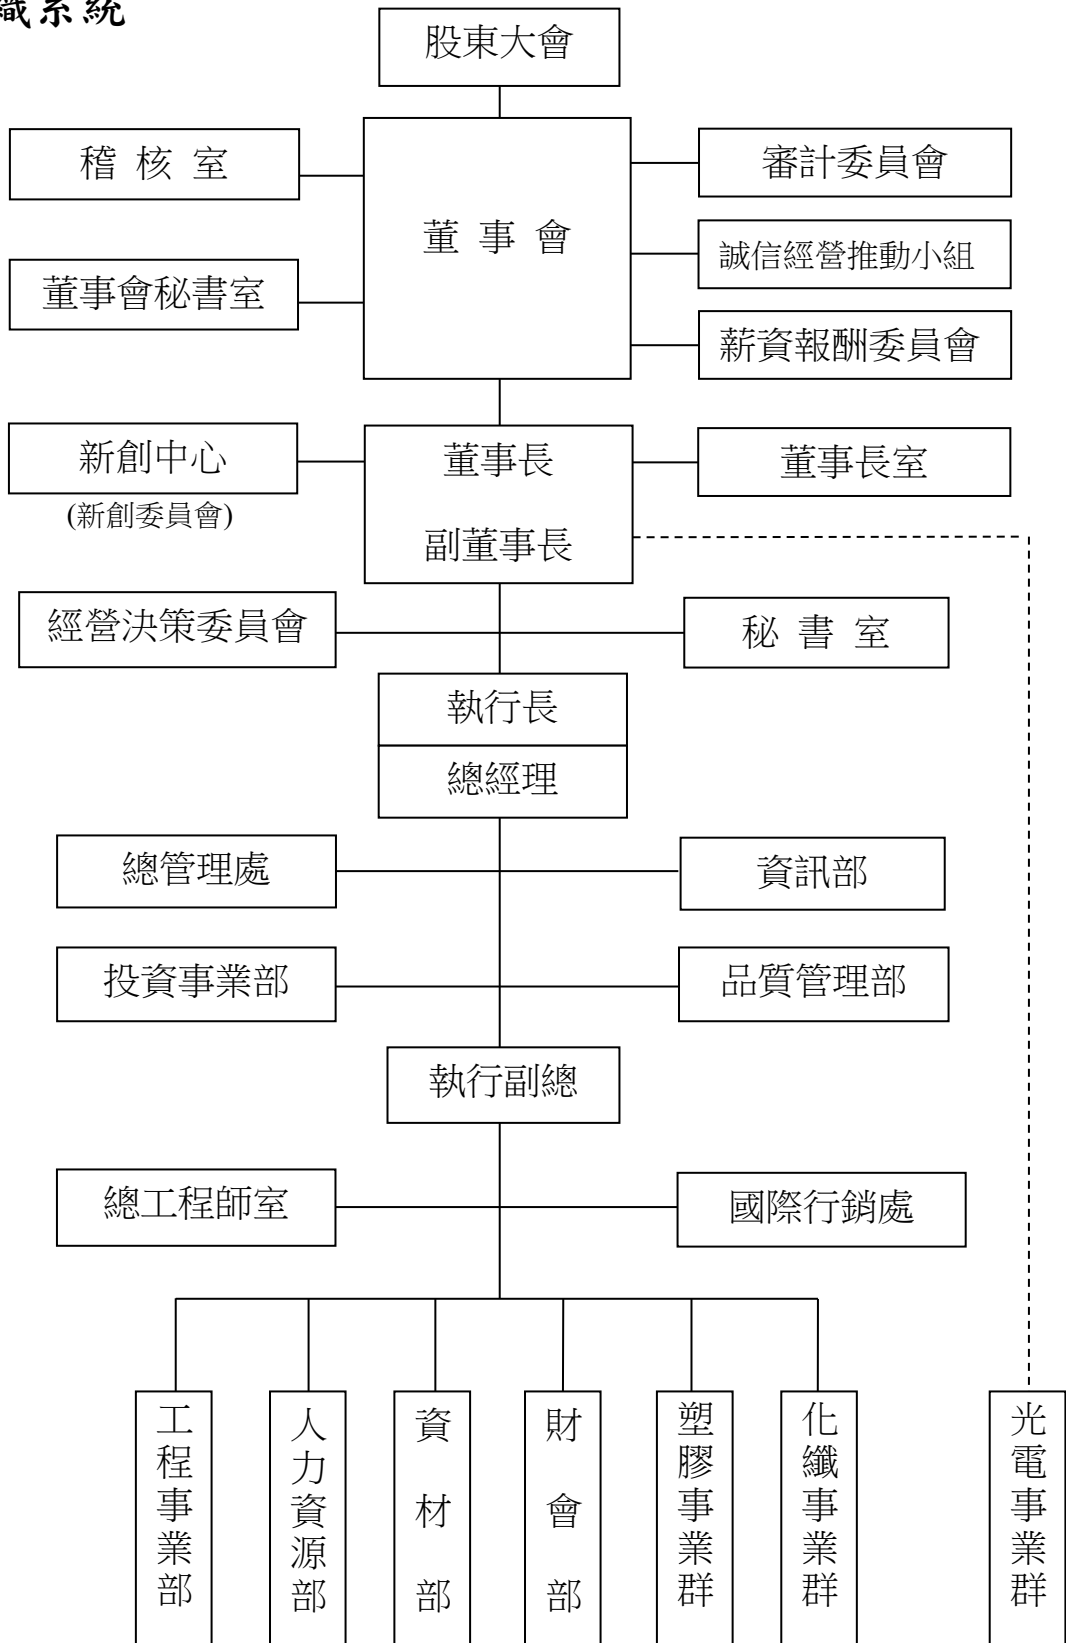 織系統
股東大會
稽 核 室
董 事 會
審計委員會
誠信經營推動小組
董事會秘書室
薪資報酬委員會
新創中心
(新創委員會)
董事長
副董事長
董事長室
經營決策委員會
秘 書 室
執行長
總經理
總管理處
資訊部
投資事業部
品質管理部
執行副總
總工程師室
國際行銷處
工程事業部
人力資源部
資材部
財會部
塑膠事業群
化纖事業群
光電事業群